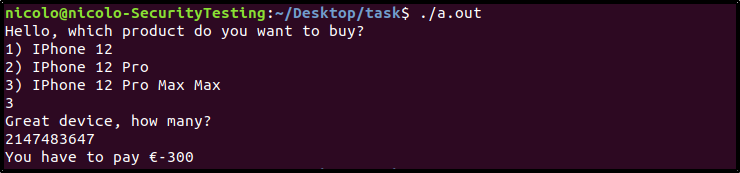 nicolo@nicolo-SecurityTesting:~/Desktop/task$ ./a.out
Hello, which product do you want to buy?
1) IPhone 12
2) IPhone 12 Pro
3) IPhone 12 Pro Max Max
3
Great device, how many?
2147483647
You have to pay €-300